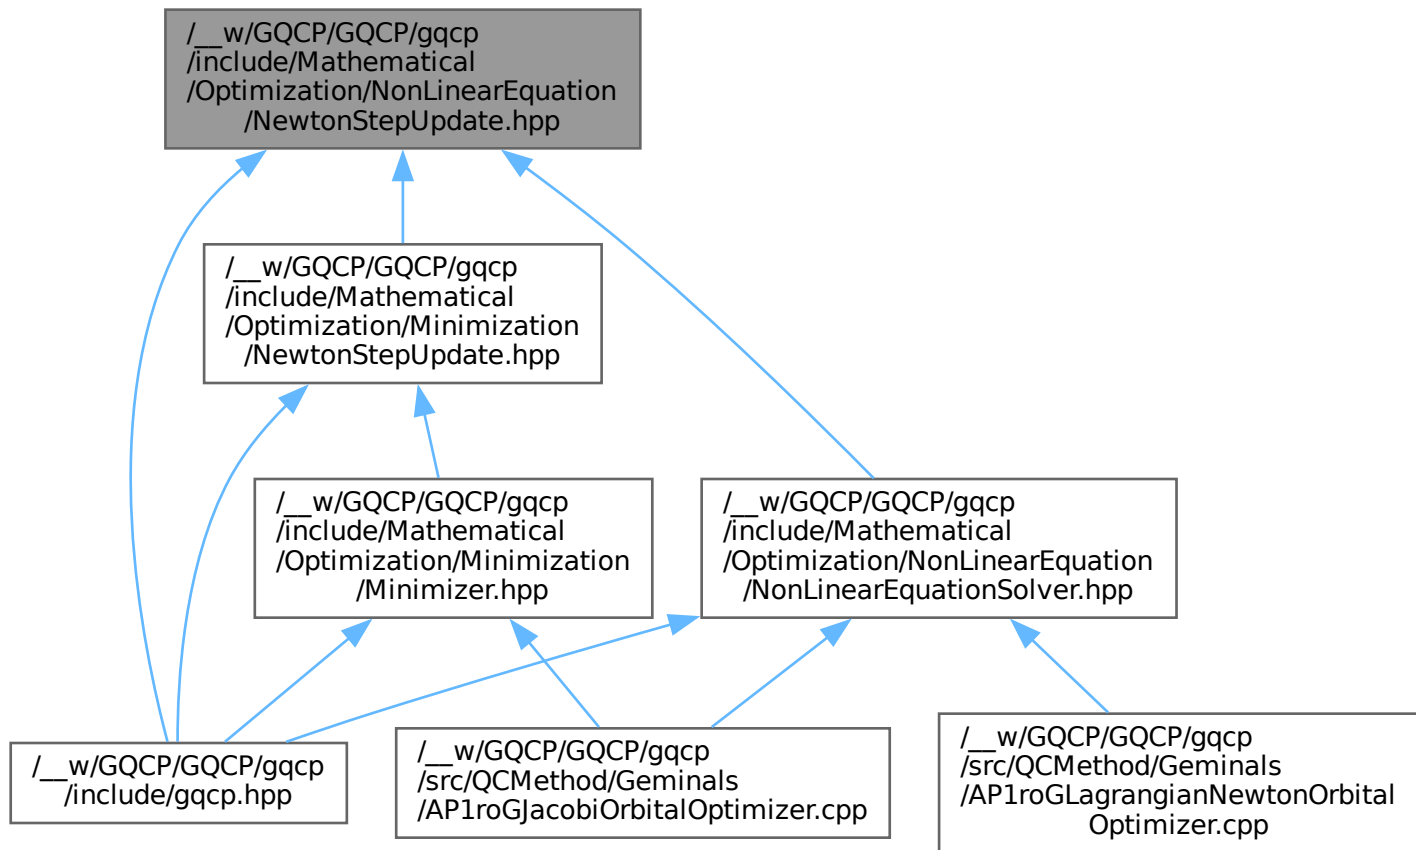 /__w/GQCP/GQCP/gqcp
/include/Mathematical
/Optimization/NonLinearEquation
/NewtonStepUpdate.hpp
/__w/GQCP/GQCP/gqcp
/include/Mathematical
/Optimization/Minimization
/NewtonStepUpdate.hpp
/__w/GQCP/GQCP/gqcp
/include/Mathematical
/Optimization/Minimization
/Minimizer.hpp
/__w/GQCP/GQCP/gqcp
/include/Mathematical
/Optimization/NonLinearEquation
/NonLinearEquationSolver.hpp
/__w/GQCP/GQCP/gqcp
/include/gqcp.hpp
/__w/GQCP/GQCP/gqcp
/src/QCMethod/Geminals
/AP1roGJacobiOrbitalOptimizer.cpp
/__w/GQCP/GQCP/gqcp
/src/QCMethod/Geminals
/AP1roGLagrangianNewtonOrbital
Optimizer.cpp